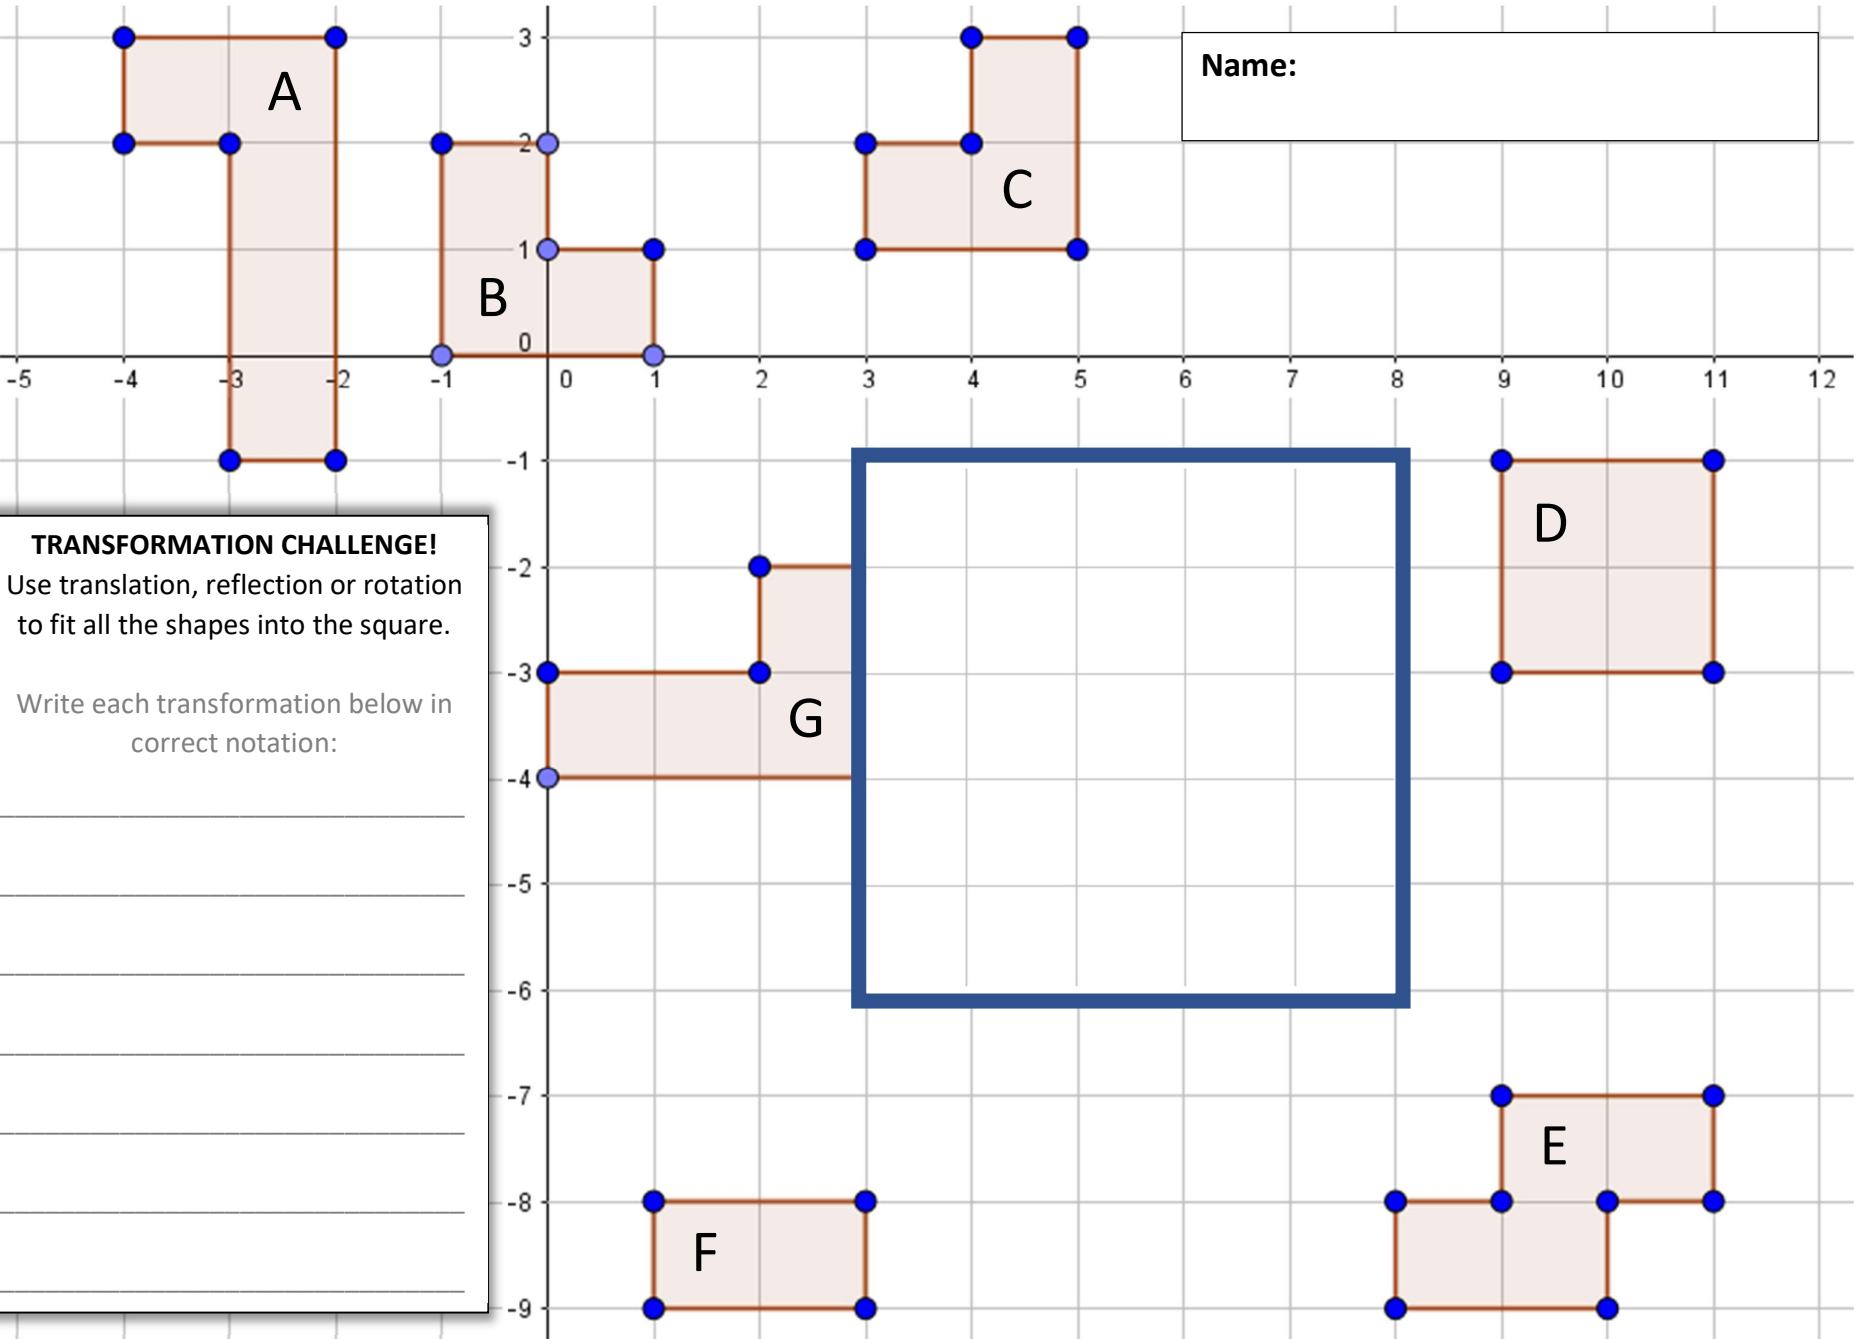 3
A
C
Name:
2
1
B
0
-5 -4 -3 -2 -1 0 1 2 3 4 5 6 7 8 9 10 11 12
-1
D
TRANSFORMATION CHALLENGE!
Use translation, reflection or rotation
to fit all the shapes into the square.
Write each transformation below in
correct notation:
-2
-3
G
-4
-5
-6
-7
E
-8
F
-9